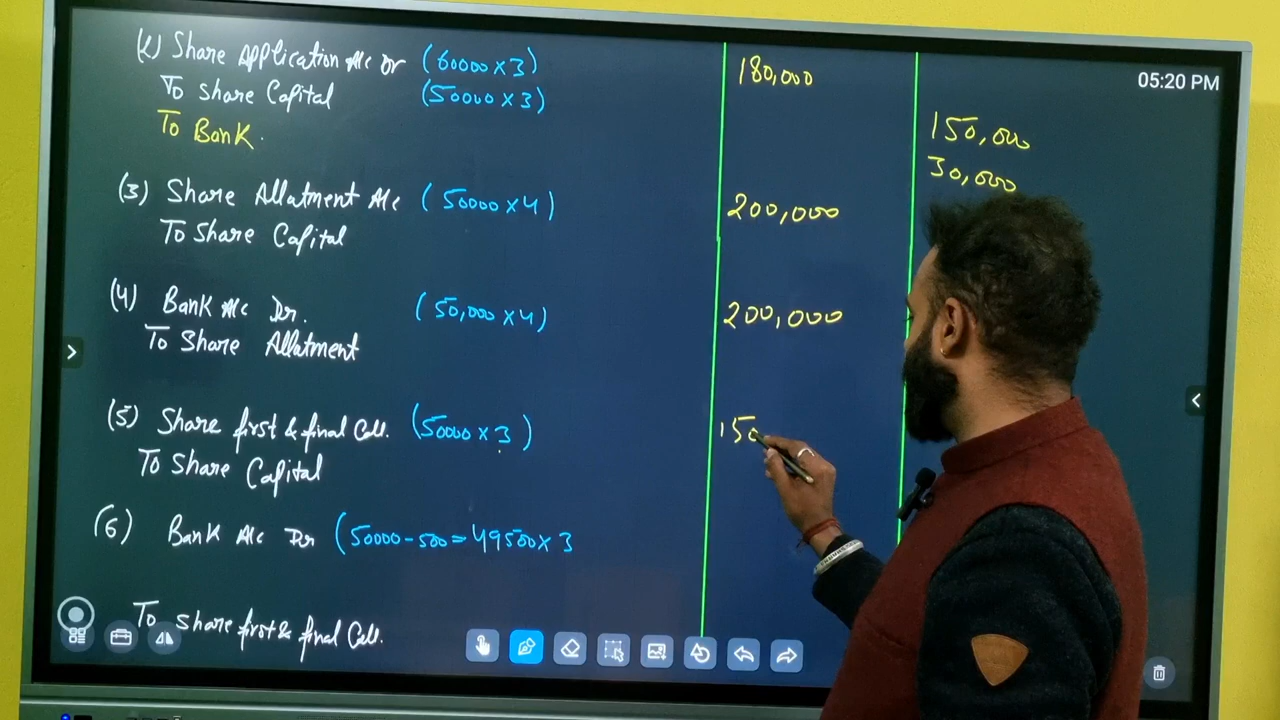 05:20 PM
(2) Share Application A/c Dr (60000 x 3) 180,000
To Share Capital (50000 x 3) 150,000
To Bank. 30,000
(3) Share Allatment A/c (50000 x 4) 200,000
To Share Capital
(4) Bank A/c Dr. (50,000 x 4) 200,000
To Share Allatment
(5) Share first & final Call. (50000 x 3) 150
To Share Capital
(6) Bank A/c Dr (50000 - 500 = 49500 x 3
To share first & final Call.